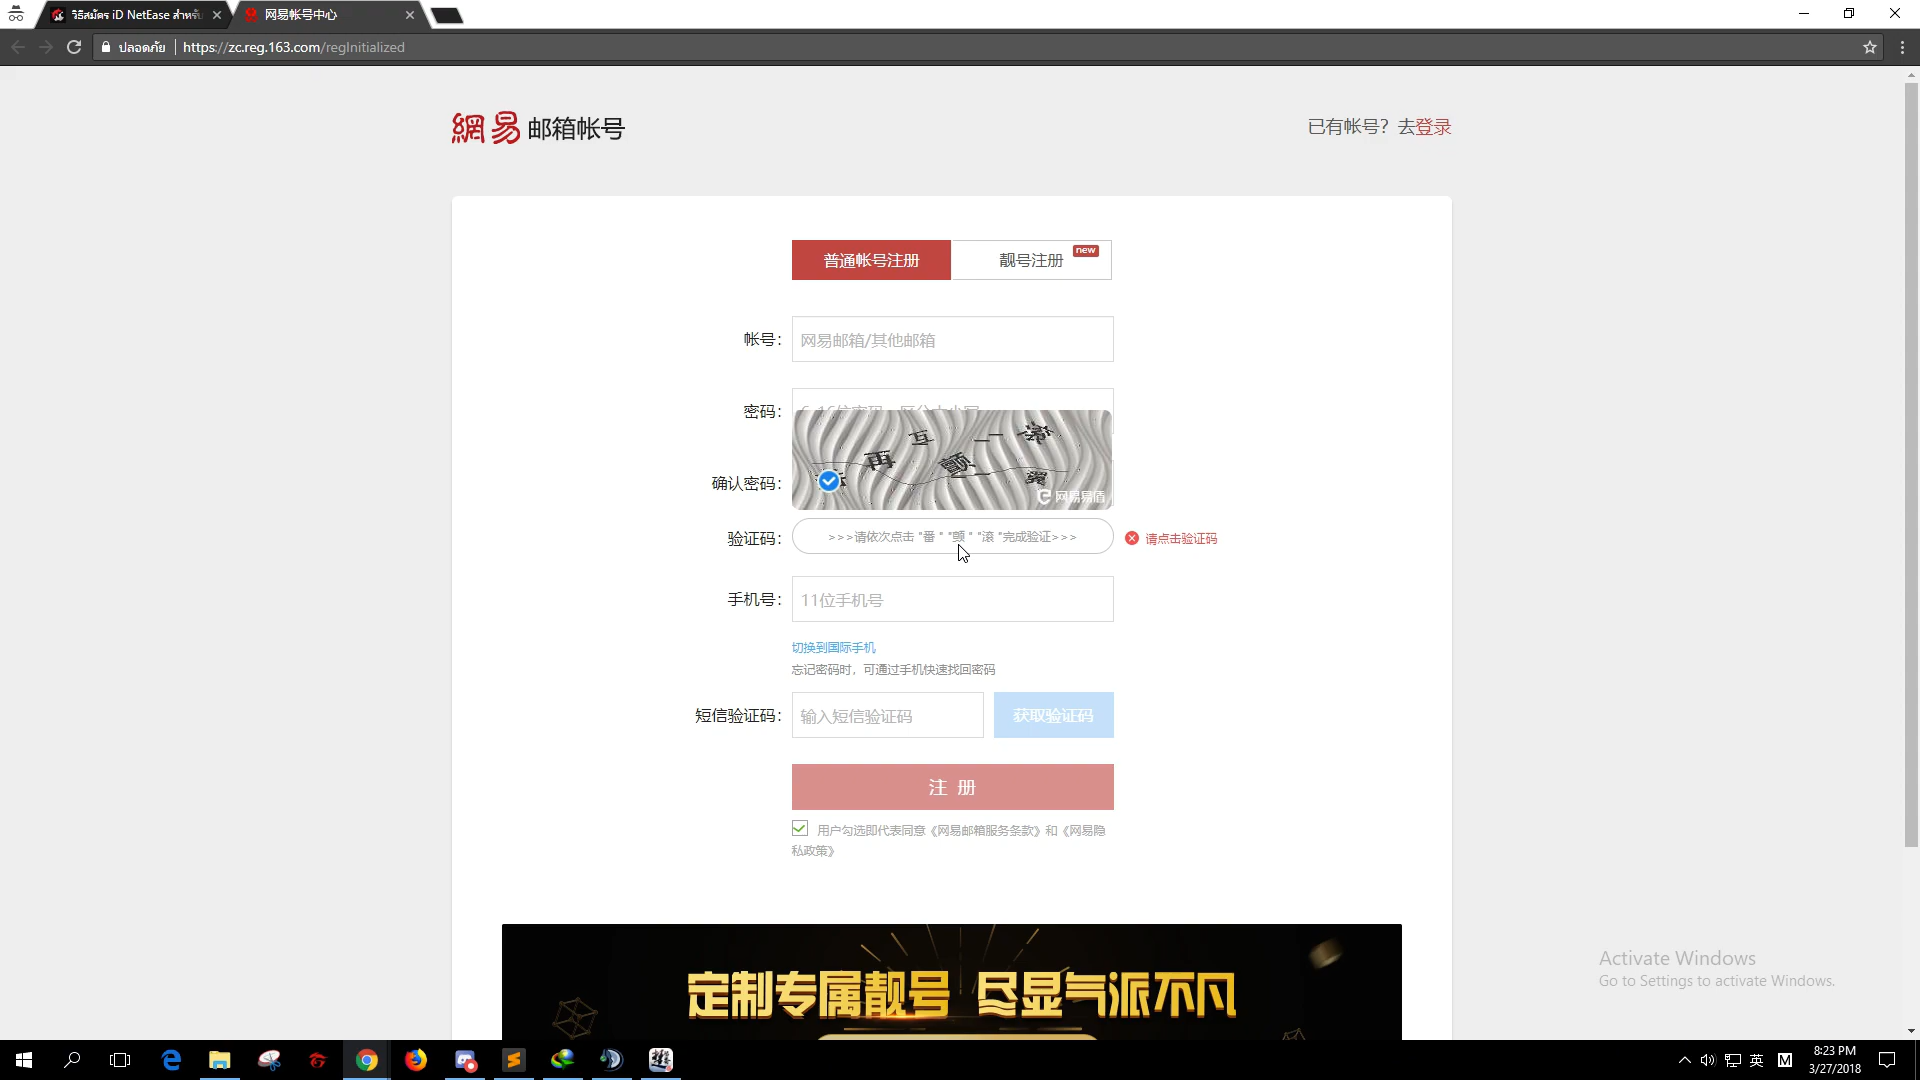 วิธีสมัคร iD NetEase สำหรับ
网易帐号中心
ปลอดภัย
https://zc.reg.163.com/regInitialized
網易 邮箱帐号
已有帐号？去登录
普通帐号注册
靓号注册
new
帐号：
网易邮箱/其他邮箱
密码：
确认密码：
再
颤
网易易盾
验证码：
>>>请依次点击 "番 " "颤 " "滚 "完成验证>>>
请点击验证码
手机号：
11位手机号
切换到国际手机
忘记密码时，可通过手机快速找回密码
短信验证码：
输入短信验证码
获取验证码
注 册
用户勾选即代表同意《网易邮箱服务条款》和《网易隐
私政策》
定制专属靓号 尽显气派不凡
Activate Windows
Go to Settings to activate Windows.
英
M
8:23 PM
3/27/2018